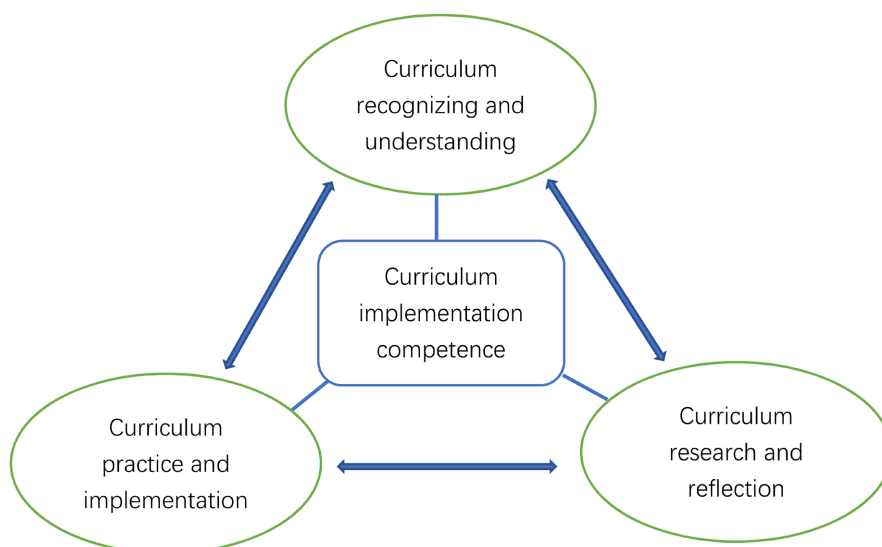 Curriculum
recognizing and
understanding
Curriculum
implementation
competence
Curriculum
practice and
implementation
Curriculum
research and
reflection